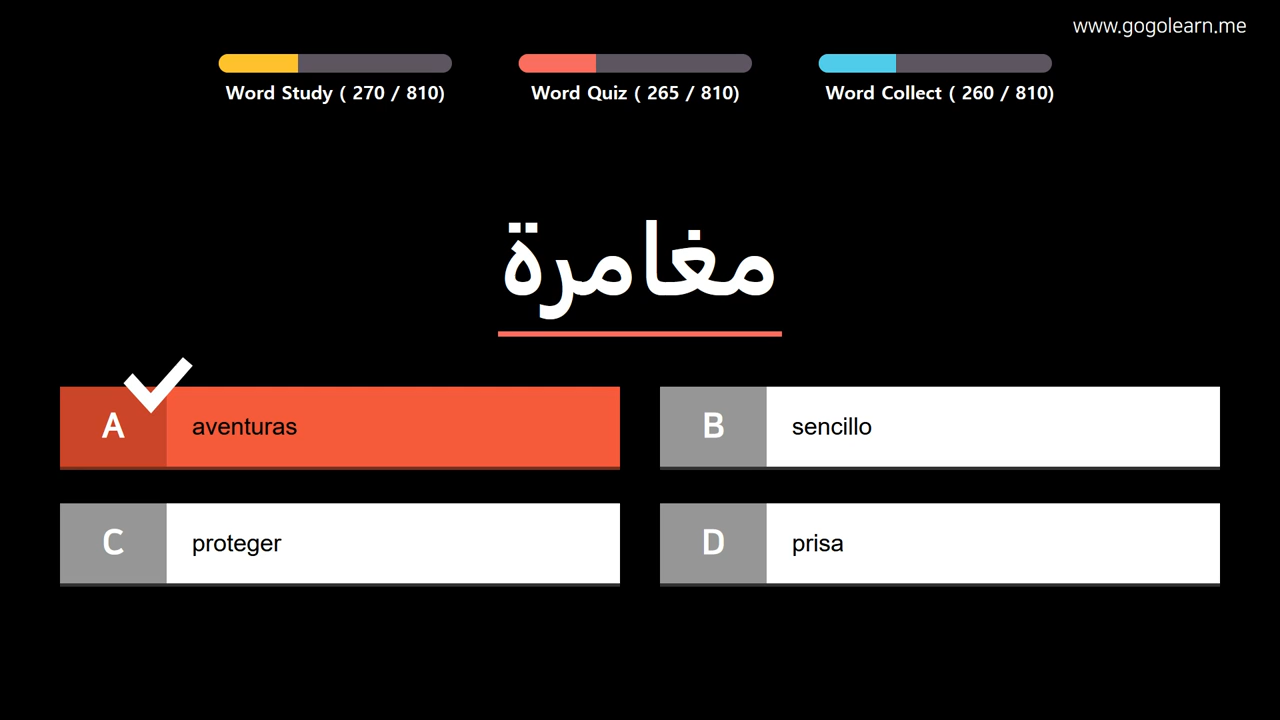 www.gogolearn.me
Word Study ( 270 / 810)
Word Quiz ( 265 / 810)
Word Collect ( 260 / 810)
مغامرة
A aventuras
B sencillo
C proteger
D prisa